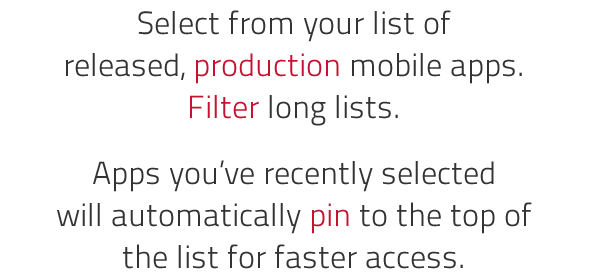 Select from your list of
released, production mobile apps.
Filter long lists.
Apps you’ve recently selected
will automatically pin to the top of
the list for faster access.